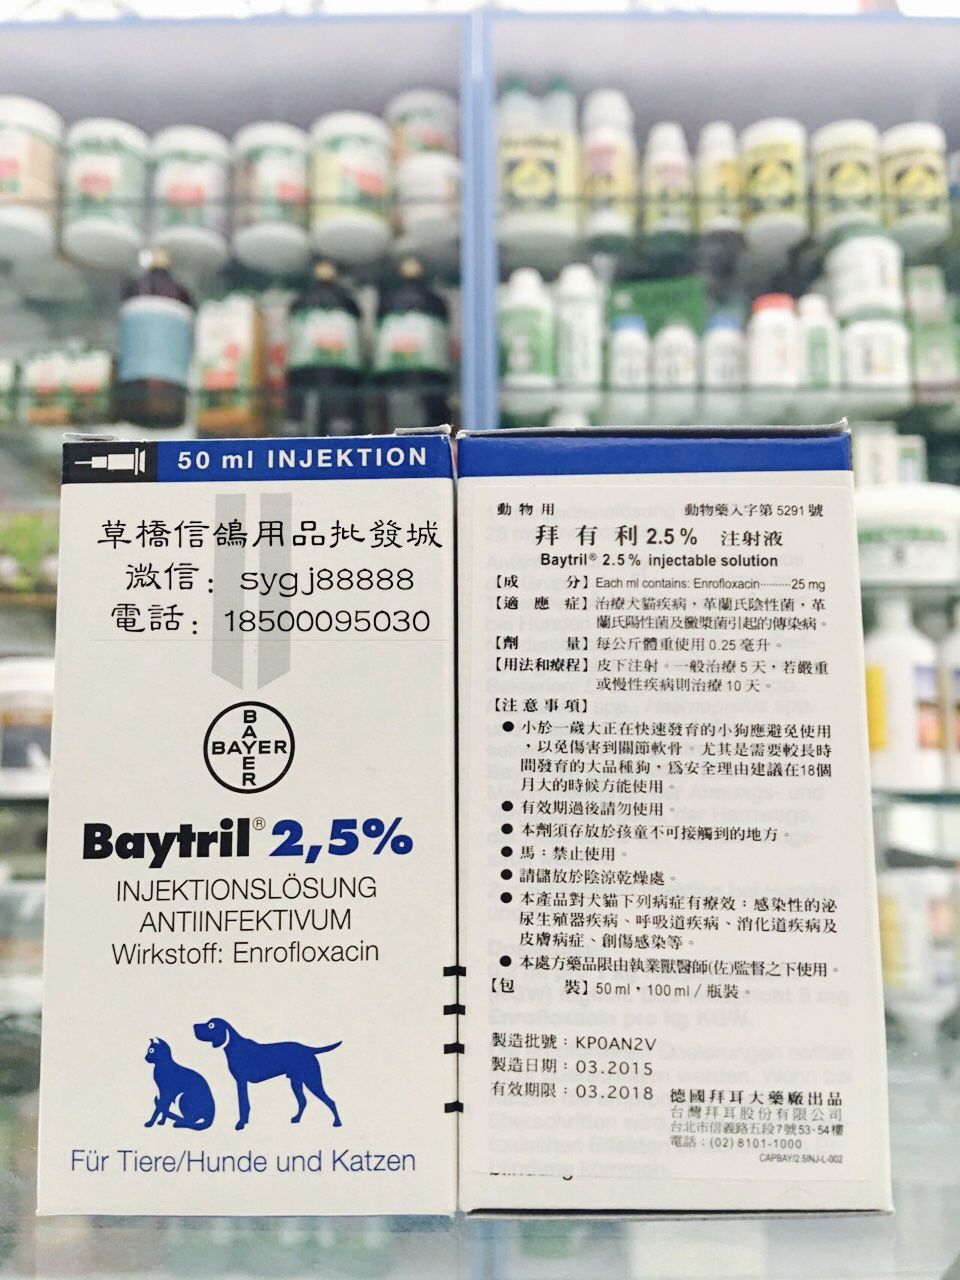 50 ml INJEKTION
草橋信鴿用品批發城
微信：sygj88888
電話：18500095030
BAYER
BAYER
Baytril® 2,5%
INJEKTIONSLÖSUNG
ANTIINFEKTIVUM
Wirkstoff: Enrofloxacin
Für Tiere/Hunde und Katzen
動物用 動物藥入字第5291號
拜有利2.5% 注射液
Baytril® 2.5% injectable solution
【成 分】Each ml contains: Enrofloxacin········25 mg
【適應症】治療犬貓疾病，革蘭氏陰性菌，革
蘭氏陽性菌及黴漿菌引起的傳染病。
【劑 量】每公斤體重使用0.25毫升。
【用法和療程】皮下注射。一般治療5天，若嚴重
或慢性疾病則治療10天。
【注意事項】
● 小於一歲大正在快速發育的小狗應避免使用
，以免傷害到關節軟骨。尤其是需要較長時
間發育的大品種狗，爲安全理由建議在18個
月大的時候方能使用。
● 有效期過後請勿使用。
● 本劑須存放於孩童不可接觸到的地方。
● 馬：禁止使用。
● 請儲放於陰涼乾燥處。
● 本產品對犬貓下列病症有療效：感染性的泌
尿生殖器疾病、呼吸道疾病、消化道疾病及
皮膚病症、創傷感染等。
● 本處方藥品限由執業獸醫師(佐)監督之下使用。
【包 裝】50ml，100ml / 瓶裝。
製造批號：KP0AN2V
製造日期：03.2015
有效期限：03.2018
德國拜耳大藥廠出品
台灣拜耳股份有限公司
台北市信義路五段7號53-54樓
電話：(02) 8101-1000
CAPBAY/2.5INJ-L-002